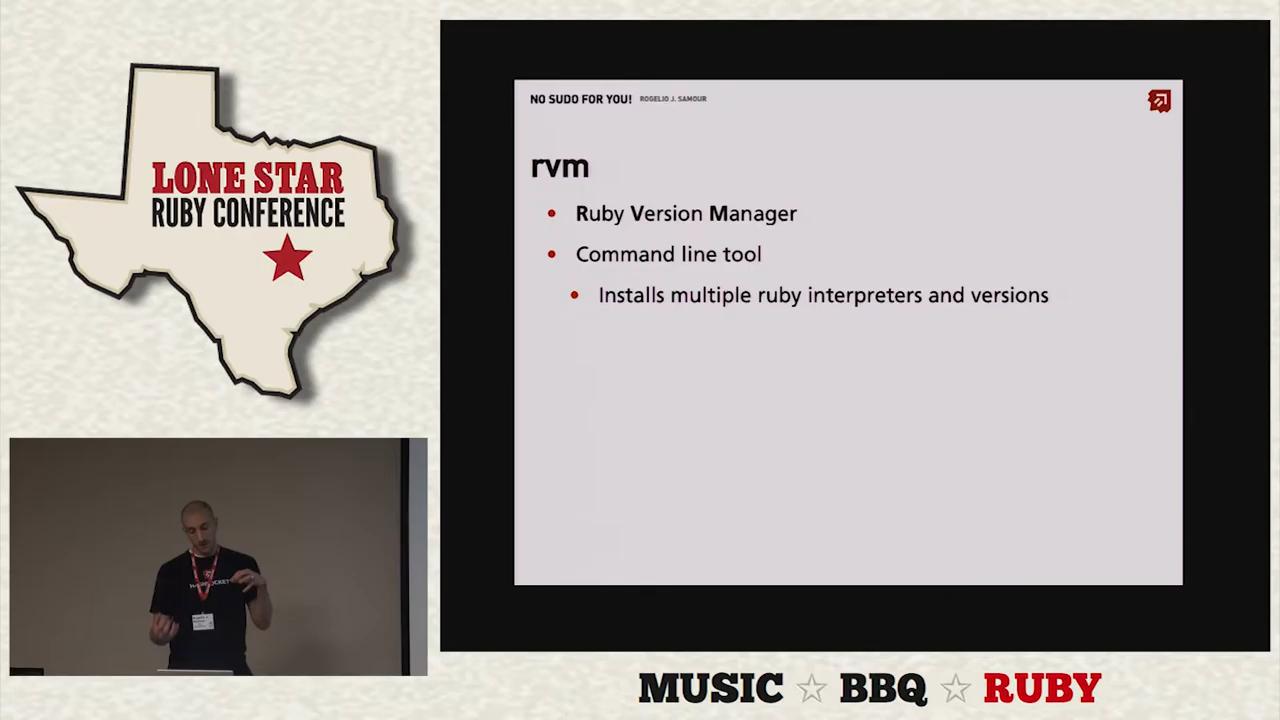 LONE STAR
RUBY CONFERENCE
NO SUDO FOR YOU! ROGELIO J. SAMOUR
rvm
• Ruby Version Manager
• Command line tool
• Installs multiple ruby interpreters and versions
MUSIC ☆ BBQ ☆ RUBY